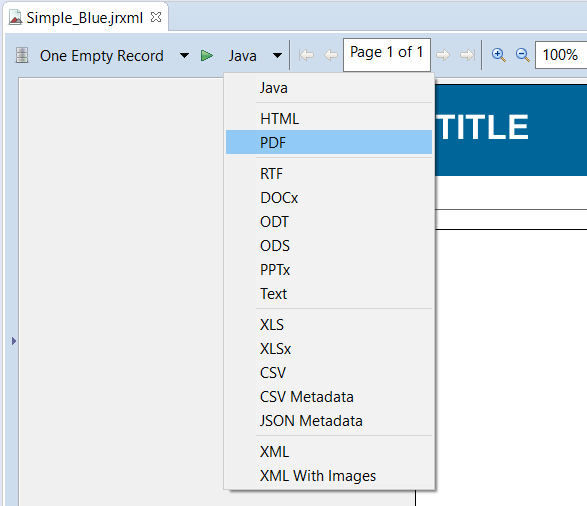 Simple_Blue.jrxml
One Empty Record Java Page 1 of 1 100%
TITLE
Java
HTML
PDF
RTF
DOCx
ODT
ODS
PPTx
Text
XLS
XLSx
CSV
CSV Metadata
JSON Metadata
XML
XML With Images